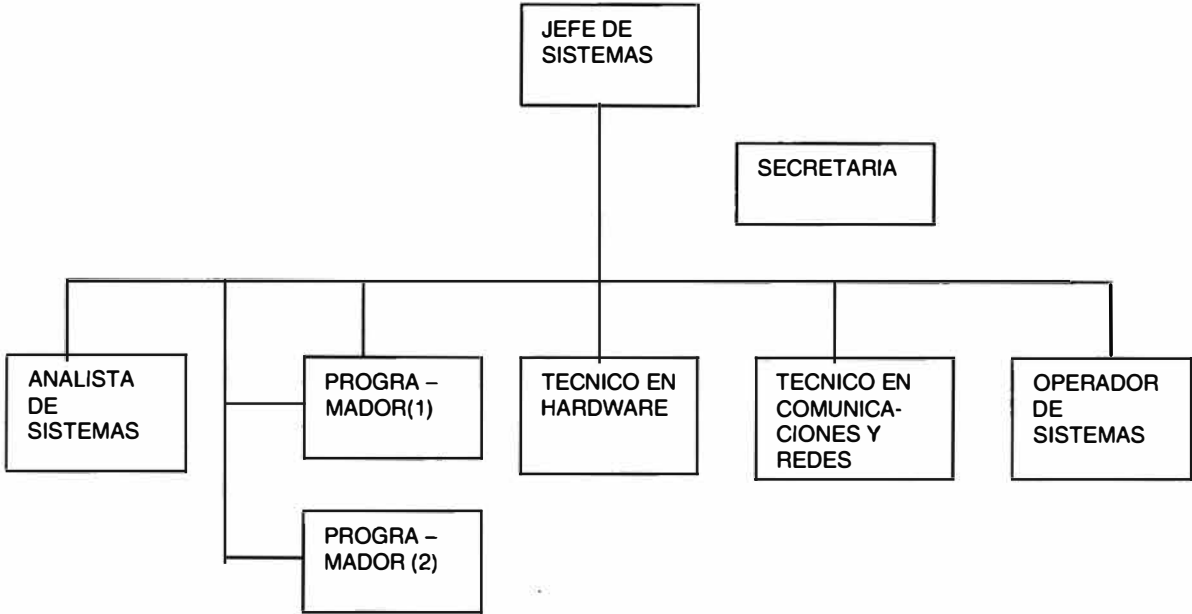 JEFE DE
SISTEMAS
SECRETARIA
ANALISTA
DE
SISTEMAS
PROGRA –
MADOR(1)
TECNICO EN
HARDWARE
TECNICO EN
COMUNICA-
CIONES Y
REDES
OPERADOR
DE
SISTEMAS
PROGRA –
MADOR (2)